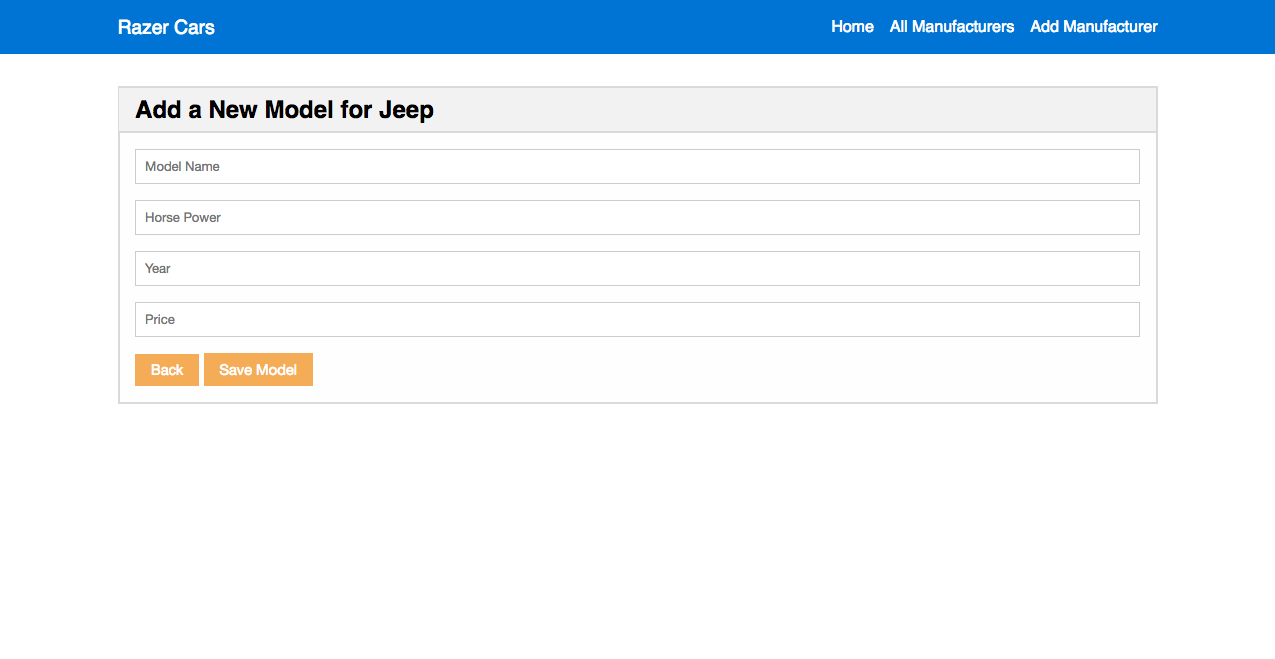 Razer Cars Home All Manufacturers Add Manufacturer
Add a New Model for Jeep
Model Name
Horse Power
Year
Price
Back Save Model